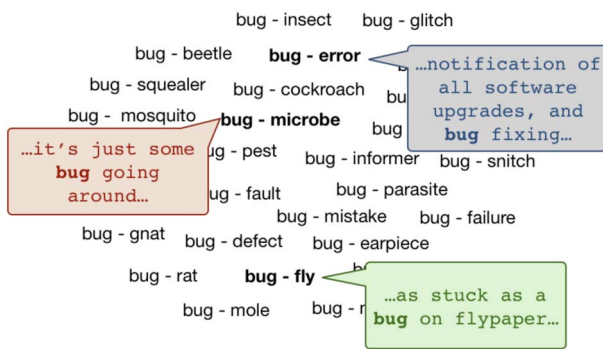 bug - insect bug - glitch
bug - beetle bug - error
…notification of
all software
upgrades, and
bug fixing…
bug - squealer bug - cockroach
bug - mosquito bug - microbe bug
…it's just some
bug going
around…
bug - pest bug - informer bug - snitch
bug - fault bug - parasite
bug - mistake bug - failure
bug - gnat bug - defect bug - earpiece
bug - rat bug - fly
…as stuck as a
bug on flypaper…
bug - mole bug -